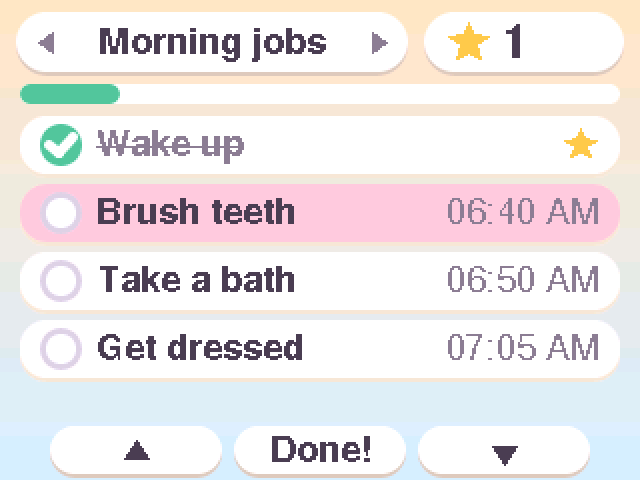 Morning jobs
1
Wake up
Brush teeth 06:40 AM
Take a bath 06:50 AM
Get dressed 07:05 AM
Done!